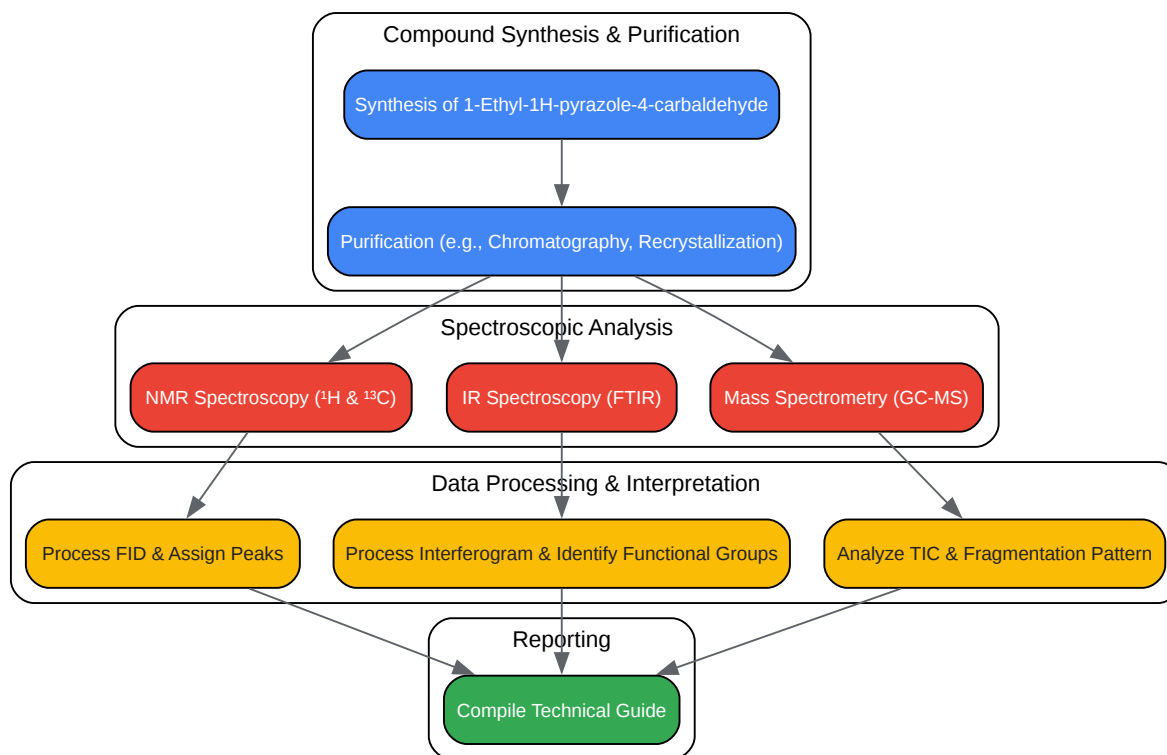 Compound Synthesis & Purification
Synthesis of 1-Ethyl-1H-pyrazole-4-carbaldehyde
Purification (e.g., Chromatography, Recrystallization)
Spectroscopic Analysis
NMR Spectroscopy (¹H & ¹³C)
IR Spectroscopy (FTIR)
Mass Spectrometry (GC-MS)
Data Processing & Interpretation
Process FID & Assign Peaks
Process Interferogram & Identify Functional Groups
Analyze TIC & Fragmentation Pattern
Reporting
Compile Technical Guide